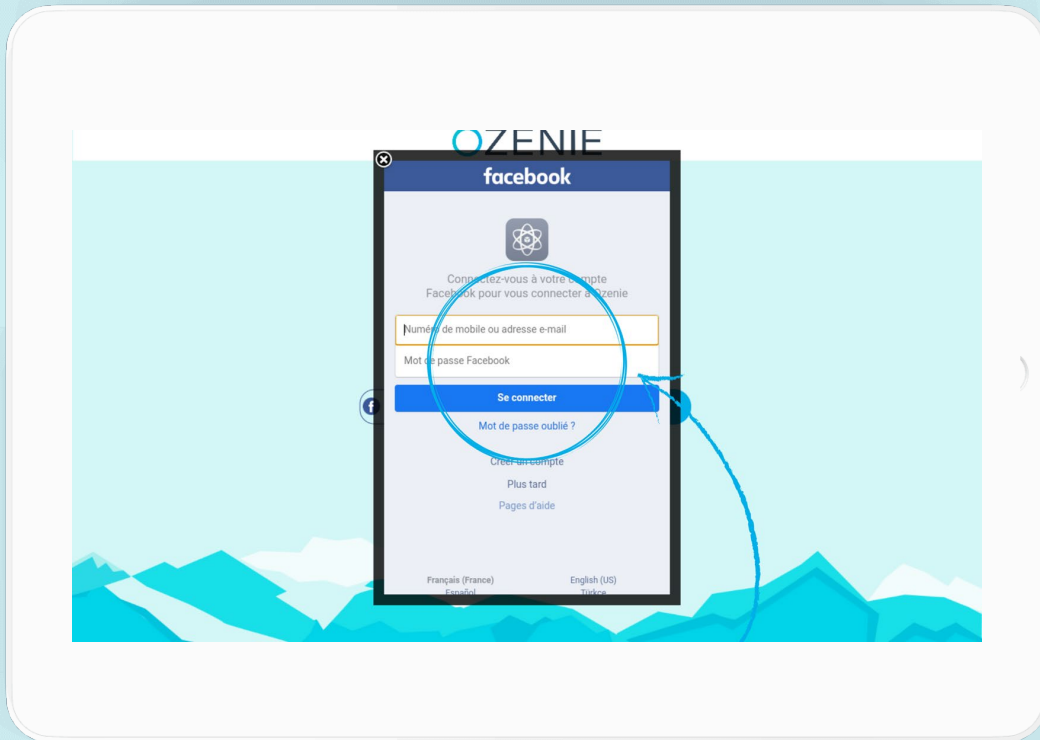 OZENIE
facebook
Connectez-vous à votre compte
Facebook pour vous connecter à Ozenie
Numéro de mobile ou adresse e-mail
Mot de passe Facebook
Se connecter
Mot de passe oublié ?
Créer un compte
Plus tard
Pages d'aide
Français (France)
English (US)
Español
Türkçe